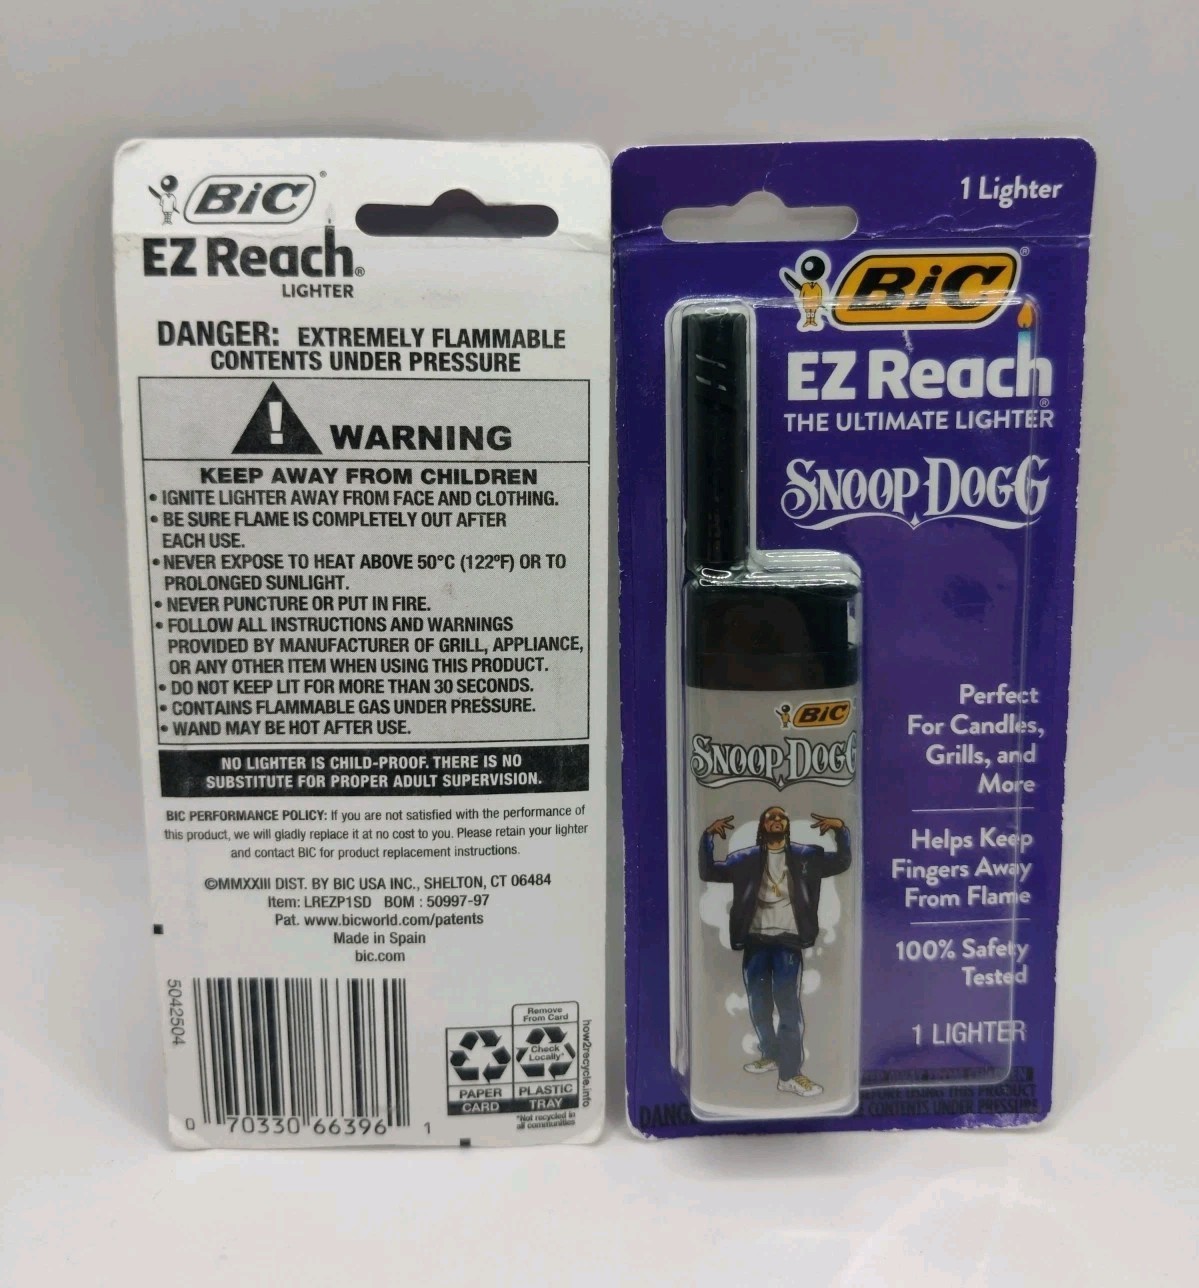 BiC®
EZ Reach®
LIGHTER
DANGER: EXTREMELY FLAMMABLE
CONTENTS UNDER PRESSURE
! WARNING
KEEP AWAY FROM CHILDREN
• IGNITE LIGHTER AWAY FROM FACE AND CLOTHING.
• BE SURE FLAME IS COMPLETELY OUT AFTER
EACH USE.
• NEVER EXPOSE TO HEAT ABOVE 50°C (122ºF) OR TO
PROLONGED SUNLIGHT.
• NEVER PUNCTURE OR PUT IN FIRE.
• FOLLOW ALL INSTRUCTIONS AND WARNINGS
PROVIDED BY MANUFACTURER OF GRILL, APPLIANCE,
OR ANY OTHER ITEM WHEN USING THIS PRODUCT.
• DO NOT KEEP LIT FOR MORE THAN 30 SECONDS.
• CONTAINS FLAMMABLE GAS UNDER PRESSURE.
• WAND MAY BE HOT AFTER USE.
NO LIGHTER IS CHILD-PROOF. THERE IS NO
SUBSTITUTE FOR PROPER ADULT SUPERVISION.
BIC PERFORMANCE POLICY: If you are not satisfied with the performance of
this product, we will gladly replace it at no cost to you. Please retain your lighter
and contact BIC for product replacement instructions.
©MMXXIII DIST. BY BIC USA INC., SHELTON, CT 06484
Item: LREZP1SD BOM : 50997-97
Pat. www.bicworld.com/patents
Made in Spain
bic.com
5042504
0 70330 66396 1
Remove
From Card
Check
Locally*
PAPER
CARD
PLASTIC
TRAY
*Not recycled in
all communities
how2recycle.info
1 Lighter
BiC®
EZ Reach®
THE ULTIMATE LIGHTER
SNOOP DOGG
BiC
SNOOP DOGG
Perfect
For Candles,
Grills, and
More
Helps Keep
Fingers Away
From Flame
100% Safety
Tested
1 LIGHTER
USING THIS PRODUCT
CONTENTS UNDER PRESSURE